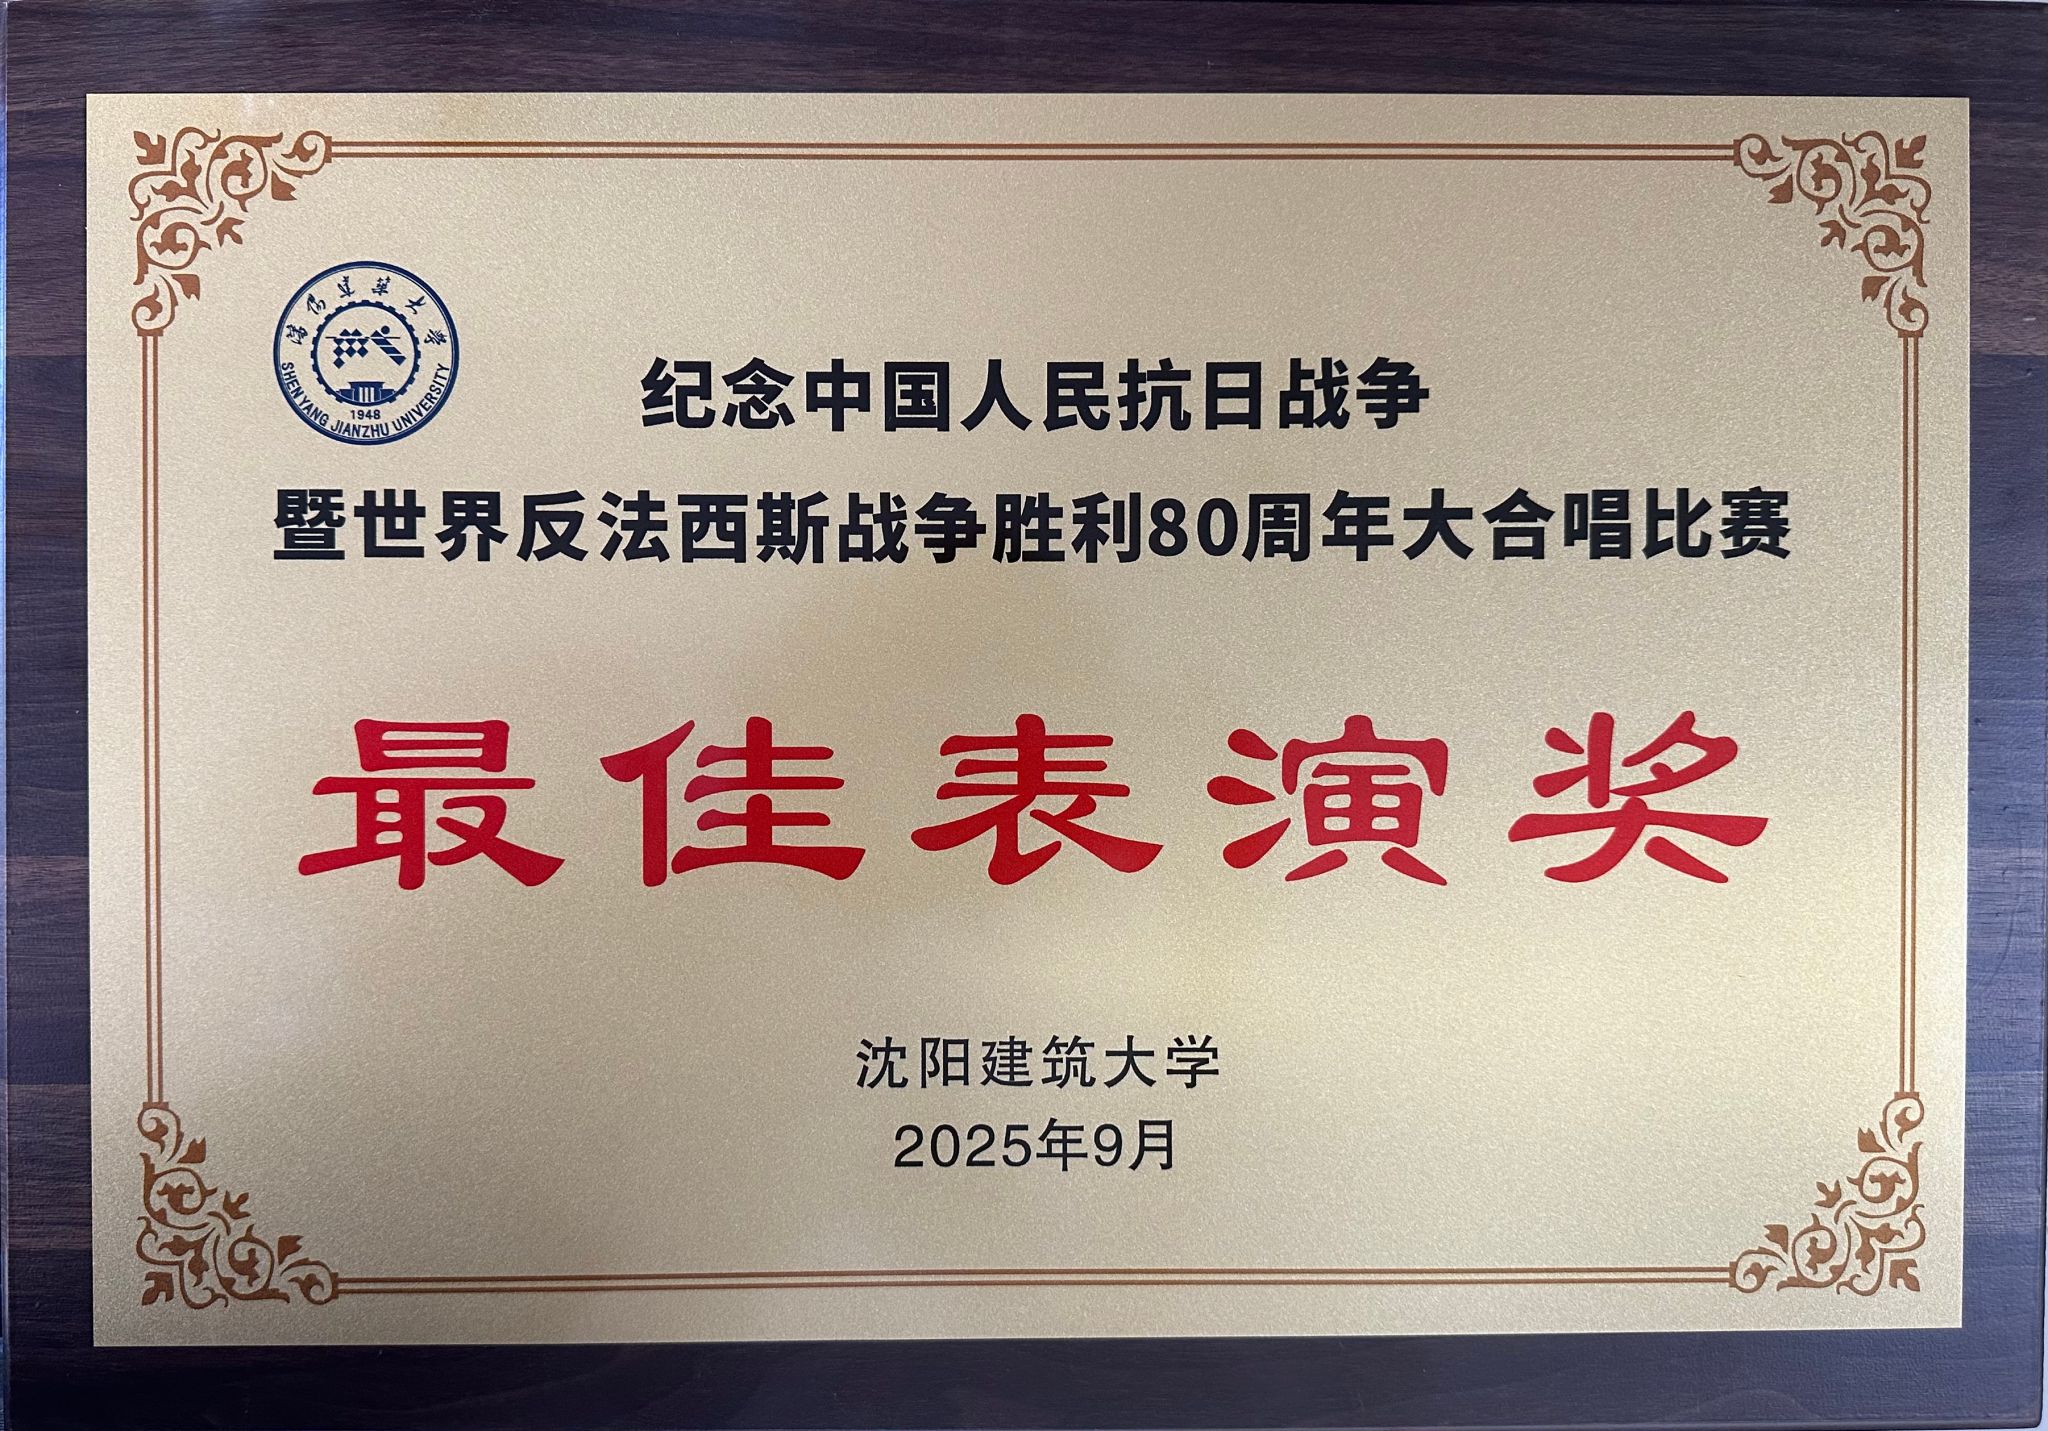 沈阳建筑大学
SHENYANG JIANZHU UNIVERSITY
1948
纪念中国人民抗日战争
暨世界反法西斯战争胜利80周年大合唱比赛
最佳表演奖
沈阳建筑大学
2025年9月